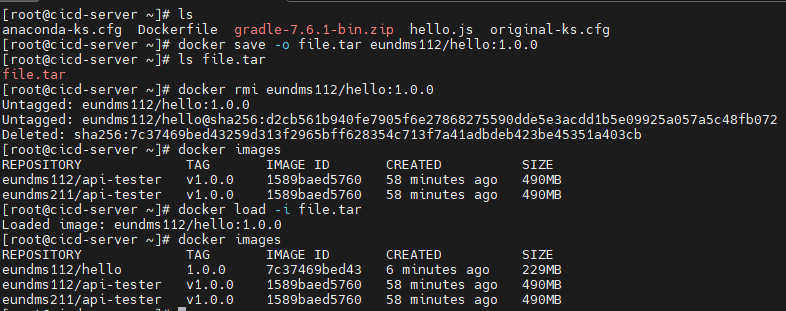 [root@cicd-server ~]# ls
anaconda-ks.cfg  Dockerfile  gradle-7.6.1-bin.zip  hello.js  original-ks.cfg
[root@cicd-server ~]# docker save -o file.tar eundms112/hello:1.0.0
[root@cicd-server ~]# ls file.tar
file.tar
[root@cicd-server ~]# docker rmi eundms112/hello:1.0.0
Untagged: eundms112/hello:1.0.0
Untagged: eundms112/hello@sha256:d2cb561b940fe7905f6e27868275590dde5e3acdd1b5e09925a057a5c48fb072
Deleted: sha256:7c37469bed43259d313f2965bff628354c713f7a41adbdeb423be45351a403cb
[root@cicd-server ~]# docker images
REPOSITORY             TAG       IMAGE ID       CREATED          SIZE
eundms112/api-tester   v1.0.0    1589baed5760   58 minutes ago   490MB
eundms211/api-tester   v1.0.0    1589baed5760   58 minutes ago   490MB
[root@cicd-server ~]# docker load -i file.tar
Loaded image: eundms112/hello:1.0.0
[root@cicd-server ~]# docker images
REPOSITORY             TAG       IMAGE ID       CREATED          SIZE
eundms112/hello        1.0.0     7c37469bed43   6 minutes ago    229MB
eundms112/api-tester   v1.0.0    1589baed5760   58 minutes ago   490MB
eundms211/api-tester   v1.0.0    1589baed5760   58 minutes ago   490MB
[root@cicd-server ~]#